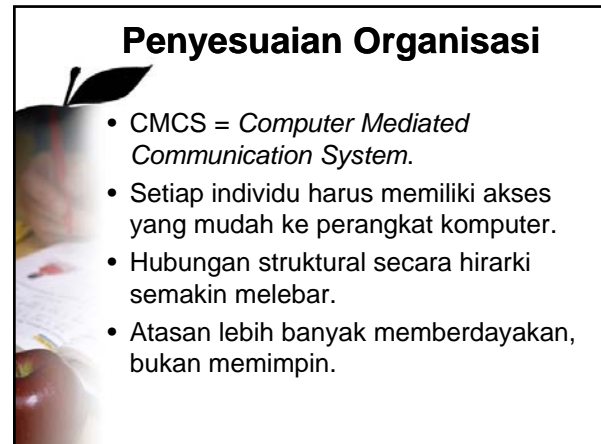 Penyesuaian Organisasi
• CMCS = Computer Mediated
Communication System.
• Setiap individu harus memiliki akses
yang mudah ke perangkat komputer.
• Hubungan struktural secara hirarki
semakin melebar.
• Atasan lebih banyak memberdayakan,
bukan memimpin.